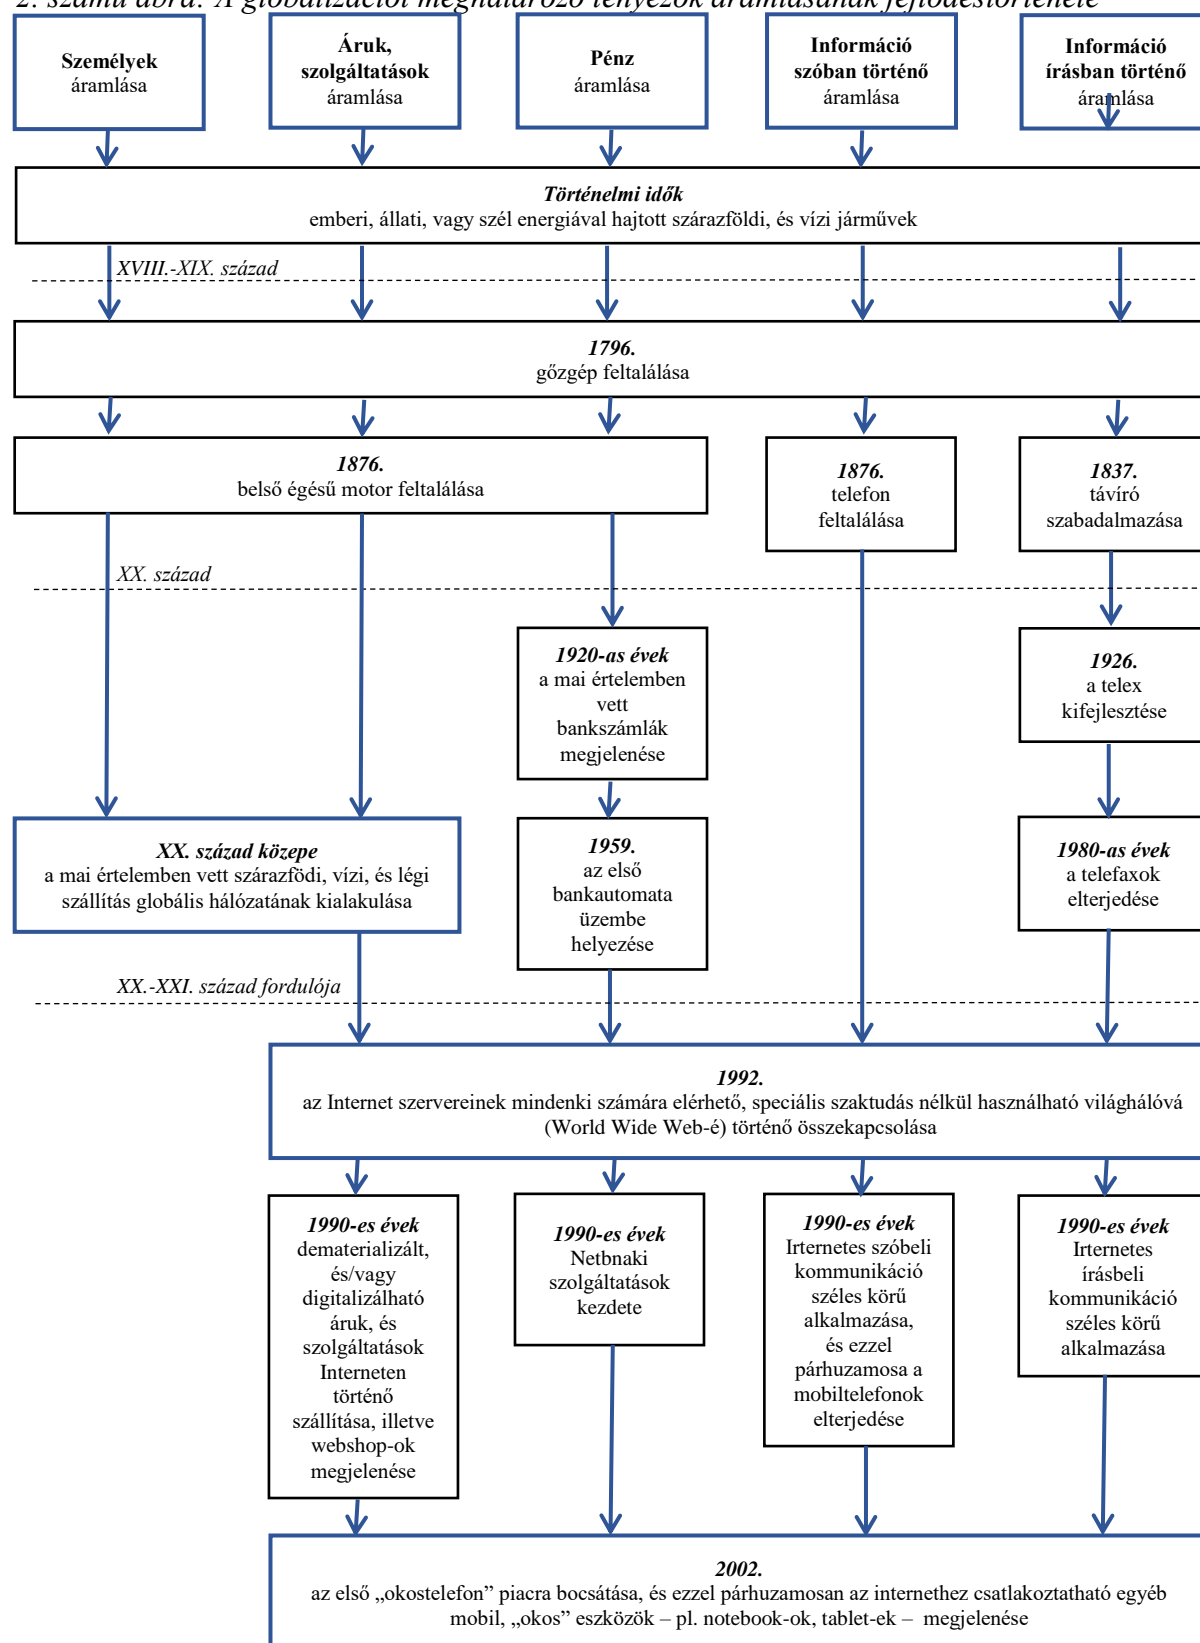 2. számú ábra: A globalizációt meghatározó tényezők áramlásának fejlődéstörténete
Személyek
áramlása
Áruk,
szolgáltatások
áramlása
Pénz
áramlása
Információ
szóban történő
áramlása
Információ
írásban történő
áramlása
Történelmi idők
emberi, állati, vagy szél energiával hajtott szárazföldi, és vízi járművek
XVIII.-XIX. század
1796.
gőzgép feltalálása
1876.
belső égésű motor feltalálása
1876.
telefon
feltalálása
1837.
távíró
szabadalmazása
XX. század
1920-as évek
a mai értelemben
vett
bankszámlák
megjelenése
1926.
a telex
kifejlesztése
XX. század közepe
a mai értelemben vett szárazfödi, vízi, és légi
szállítás globális hálózatának kialakulása
1959.
az első
bankautomata
üzembe
helyezése
1980-as évek
a telefaxok
elterjedése
XX.-XXI. század fordulója
1992.
az Internet szervereinek mindenki számára elérhető, speciális szaktudás nélkül használható világhálóvá
(World Wide Web-é) történő összekapcsolása
1990-es évek
dematerializált,
és/vagy
digitalizálható
áruk, és
szolgáltatások
Interneten
történő
szállítása, illetve
webshop-ok
megjelenése
1990-es évek
Netbnaki
szolgáltatások
kezdete
1990-es évek
Irternetes szóbeli
kommunikáció
széles körű
alkalmazása,
és ezzel
párhuzamosa a
mobiltelefonok
elterjedése
1990-es évek
Irternetes
írásbeli
kommunikáció
széles körű
alkalmazása
2002.
az első „okostelefon” piacra bocsátása, és ezzel párhuzamosan az internethez csatlakoztatható egyéb
mobil, „okos” eszközök – pl. notebook-ok, tablet-ek – megjelenése